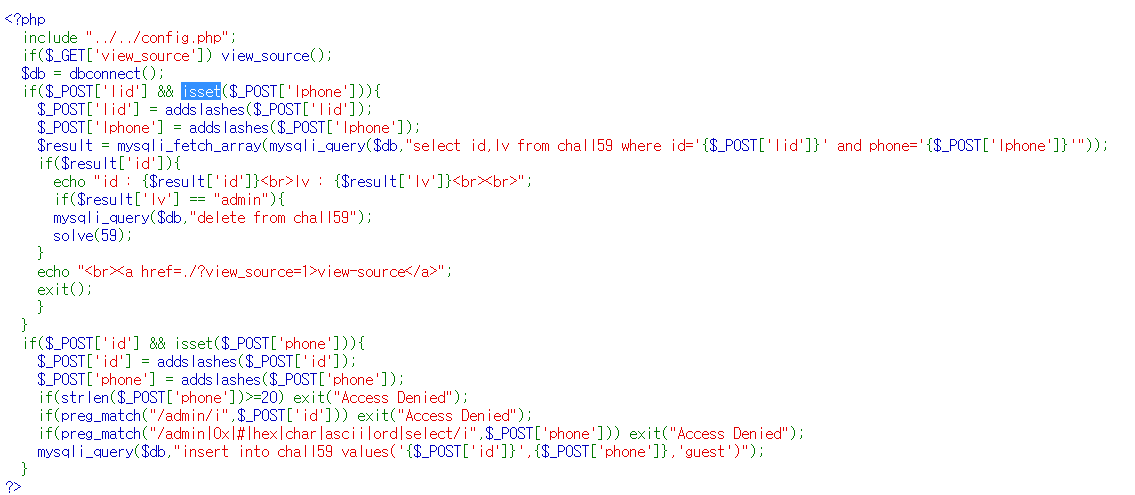 <?php
include "../../config.php";
if($_GET['view_source']) view_source();
$db = dbconnect();
if($_POST['lid'] && isset($_POST['lphone'])){
$_POST['lid'] = addslashes($_POST['lid']);
$_POST['lphone'] = addslashes($_POST['lphone']);
$result = mysqli_fetch_array(mysqli_query($db,"select id,lv from chall59 where id='{$_POST['lid']}' and phone='{$_POST['lphone']}'"));
if($result['id']){
echo "id : {$result['id']}<br>lv : {$result['lv']}<br><br>";
if($result['lv'] == "admin"){
mysqli_query($db,"delete from chall59");
solve(59);
}
echo "<br><a href=./?view_source=1>view-source</a>";
exit();
}
}
if($_POST['id'] && isset($_POST['phone'])){
$_POST['id'] = addslashes($_POST['id']);
$_POST['phone'] = addslashes($_POST['phone']);
if(strlen($_POST['phone'])>=20) exit("Access Denied");
if(preg_match("/admin/i",$_POST['id'])) exit("Access Denied");
if(preg_match("/admin|0x|#|hex|char|ascii|ord|select/i",$_POST['phone'])) exit("Access Denied");
mysqli_query($db,"insert into chall59 values('{$_POST['id']}',{$_POST['phone']},'guest')");
}
?>